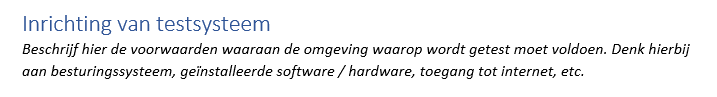 Inrichting van testsysteem
Beschrijf hier de voorwaarden waaraan de omgeving waarop wordt getest moet voldoen. Denk hierbij
aan besturingssysteem, geïnstalleerde software / hardware, toegang tot internet, etc.